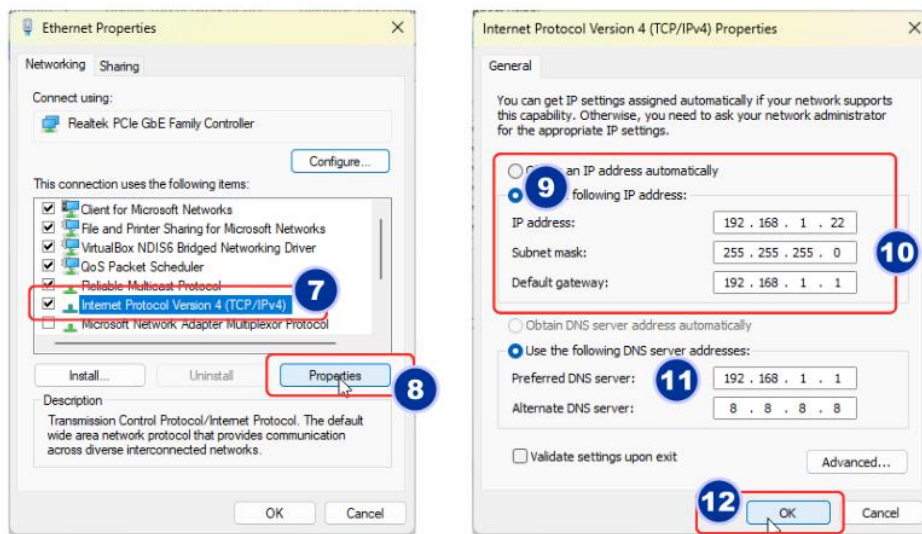 Ethernet Properties
Networking Sharing
Connect using:
Realtek PCIe GbE Family Controller
Configure...
This connection uses the following items:
Client for Microsoft Networks
File and Printer Sharing for Microsoft Networks
VirtualBox NDIS6 Bridged Networking Driver
QoS Packet Scheduler
Reliable Multicast Protocol
Internet Protocol Version 4 (TCP/IPv4)
7
Microsoft Network Adapter Multiplexor Protocol
Install... Uninstall Properties
8
Description
Transmission Control Protocol/Internet Protocol. The default
wide area network protocol that provides communication
across diverse interconnected networks.
OK Cancel
Internet Protocol Version 4 (TCP/IPv4) Properties
General
You can get IP settings assigned automatically if your network supports
this capability. Otherwise, you need to ask your network administrator
for the appropriate IP settings.
an IP address automatically
9
following IP address:
IP address: 192 . 168 . 1 . 22
Subnet mask: 255 . 255 . 255 . 0
10
Default gateway: 192 . 168 . 1 . 1
Obtain DNS server address automatically
Use the following DNS server addresses:
Preferred DNS server: 11 192 . 168 . 1 . 1
Alternate DNS server: 8 . 8 . 8 . 8
Validate settings upon exit
Advanced...
12
OK Cancel